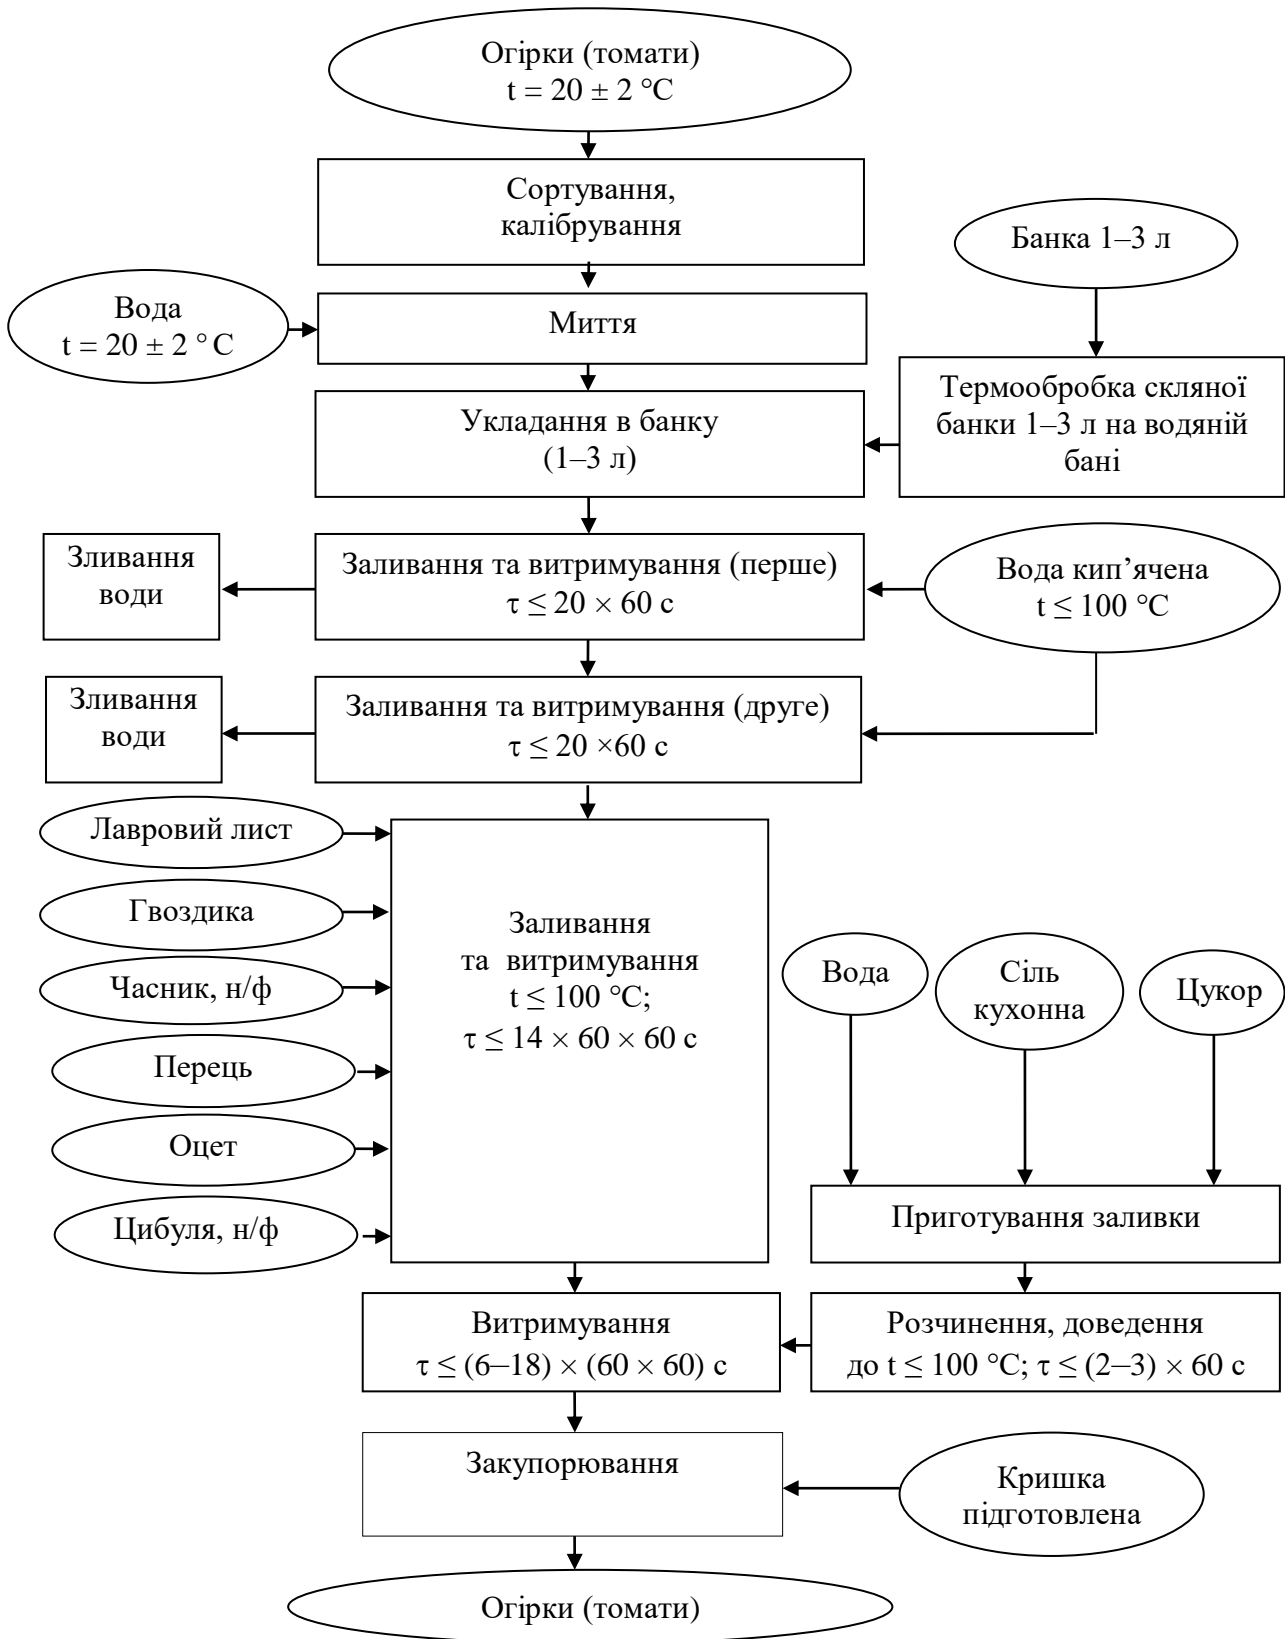 Огірки (томати)
t = 20 ± 2 °С
Сортування,
калібрування
Банка 1–3 л
Вода
t = 20 ± 2 ° С
Миття
Термообробка скляної
банки 1–3 л на водяній
бані
Укладання в банку
(1–3 л)
Зливання
води
Заливання та витримування (перше)
τ ≤ 20 × 60 с
Вода кип’ячена
t ≤ 100 °С
Зливання
води
Заливання та витримування (друге)
τ ≤ 20 ×60 с
Лавровий лист
Гвоздика
Часник, н/ф
Перець
Оцет
Цибуля, н/ф
Заливання
та витримування
t ≤ 100 °С;
τ ≤ 14 × 60 × 60 с
Вода
Сіль
кухонна
Цукор
Приготування заливки
Витримування
τ ≤ (6–18) × (60 × 60) с
Розчинення, доведення
до t ≤ 100 °С; τ ≤ (2–3) × 60 с
Закупорювання
Кришка
підготовлена
Огірки (томати)